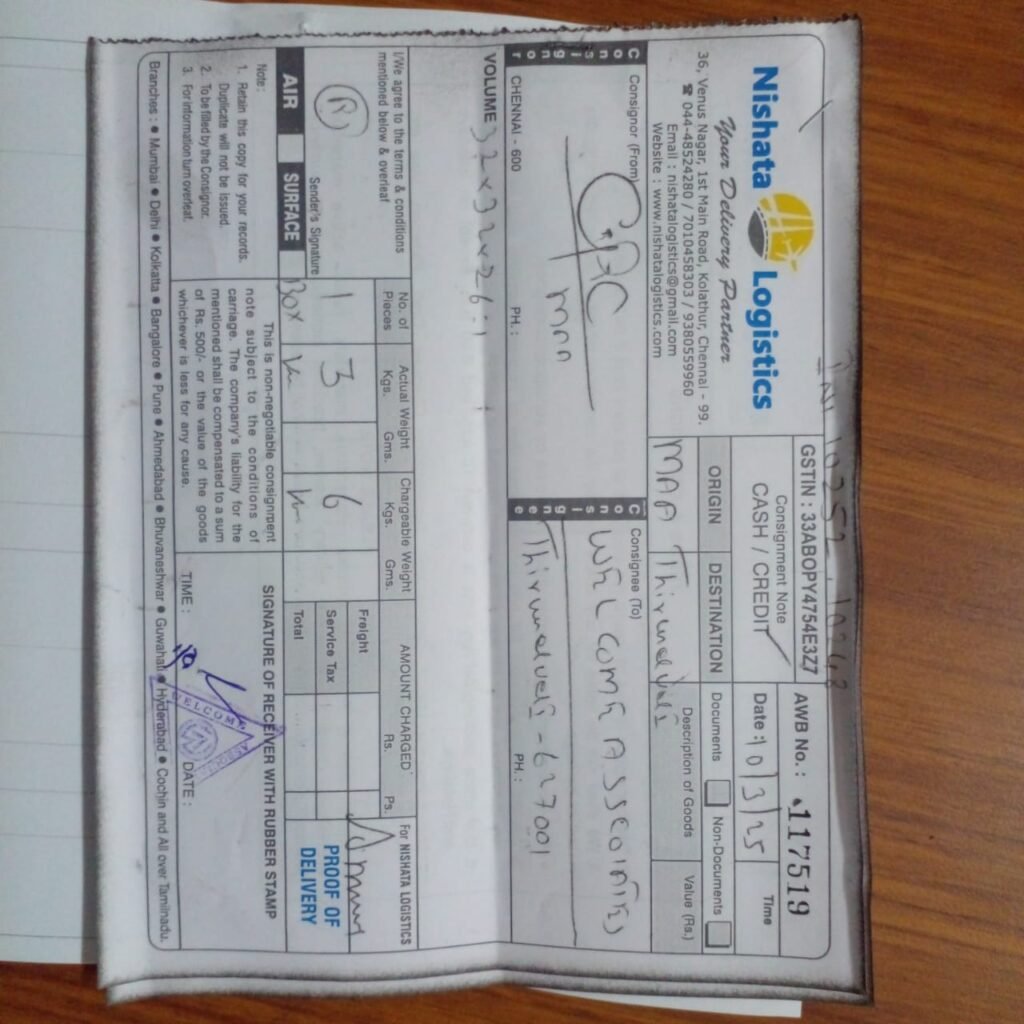 Nishata Logistics
Your Delivery Partner
36, Venus Nagar, 1st Main Road, Kolathur, Chennai - 99.
☎ 044-48524280 / 7010458303 / 9380559960
Email : nishatalogistics@gmail.com
Website : www.nishatalogistics.com
GSTIN : 33ABOPY4754E3Z7
Consignment Note
CASH / CREDIT
AWB No. : 117519
Date : 10/3/25
Time
ORIGIN
DESTINATION
MAA
Thirunelveli
Documents
Non-Documents
Description of Goods
Value (Rs.)
Consignor
Consignor (From)
CPC
MAA
CHENNAI - 600
PH. :
Consignee
Consignee (To)
WELCOME ASSOCIATES
Thirunelveli - 627001
PH. :
VOLUME 32 x 32 x 26 : 1
I/We agree to the terms & conditions
mentioned below & overleaf
Sender's Signature
AIR
SURFACE
No. of
Pieces
Actual Weight
Kgs. Gms.
Chargeable Weight
Kgs. Gms.
AMOUNT CHARGED
Rs. Ps.
1
Box
3
6
Freight
Service Tax
Total
For NISHATA LOGISTICS
PROOF OF
DELIVERY
Note :
1. Retain this copy for your records.
Duplicate will not be issued.
2. To be filled by the Consignor.
3. For information turn overleaf.
This is non-negotiable consignment
note subject to the conditions of
carriage. The company's liability for the
mentioned shall be compensated to a sum
of Rs. 500/- or the value of the goods
whichever is less for any cause.
SIGNATURE OF RECEIVER WITH RUBBER STAMP
TIME :
DATE :
WELCOME
Branches : ● Mumbai ● Delhi ● Kolkatta ● Bangalore ● Pune ● Ahmedabad ● Bhuvaneshwar ● Guwahati ● Hyderabad ● Cochin and All over Tamilnadu.